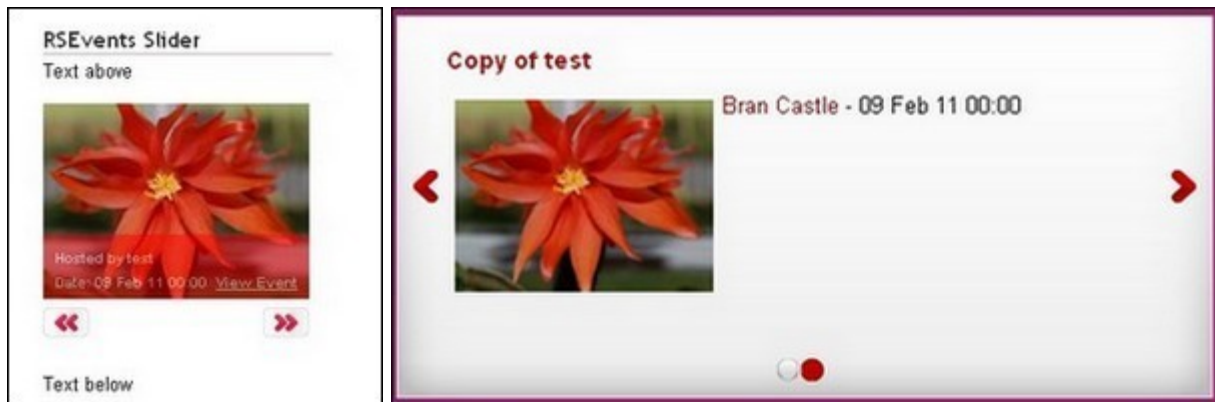 RSEvents Slider
Text above
Hosted by test
Date: 09 Feb 11 00:00 View Event
Text below
Copy of test
Bran Castle - 09 Feb 11 00:00